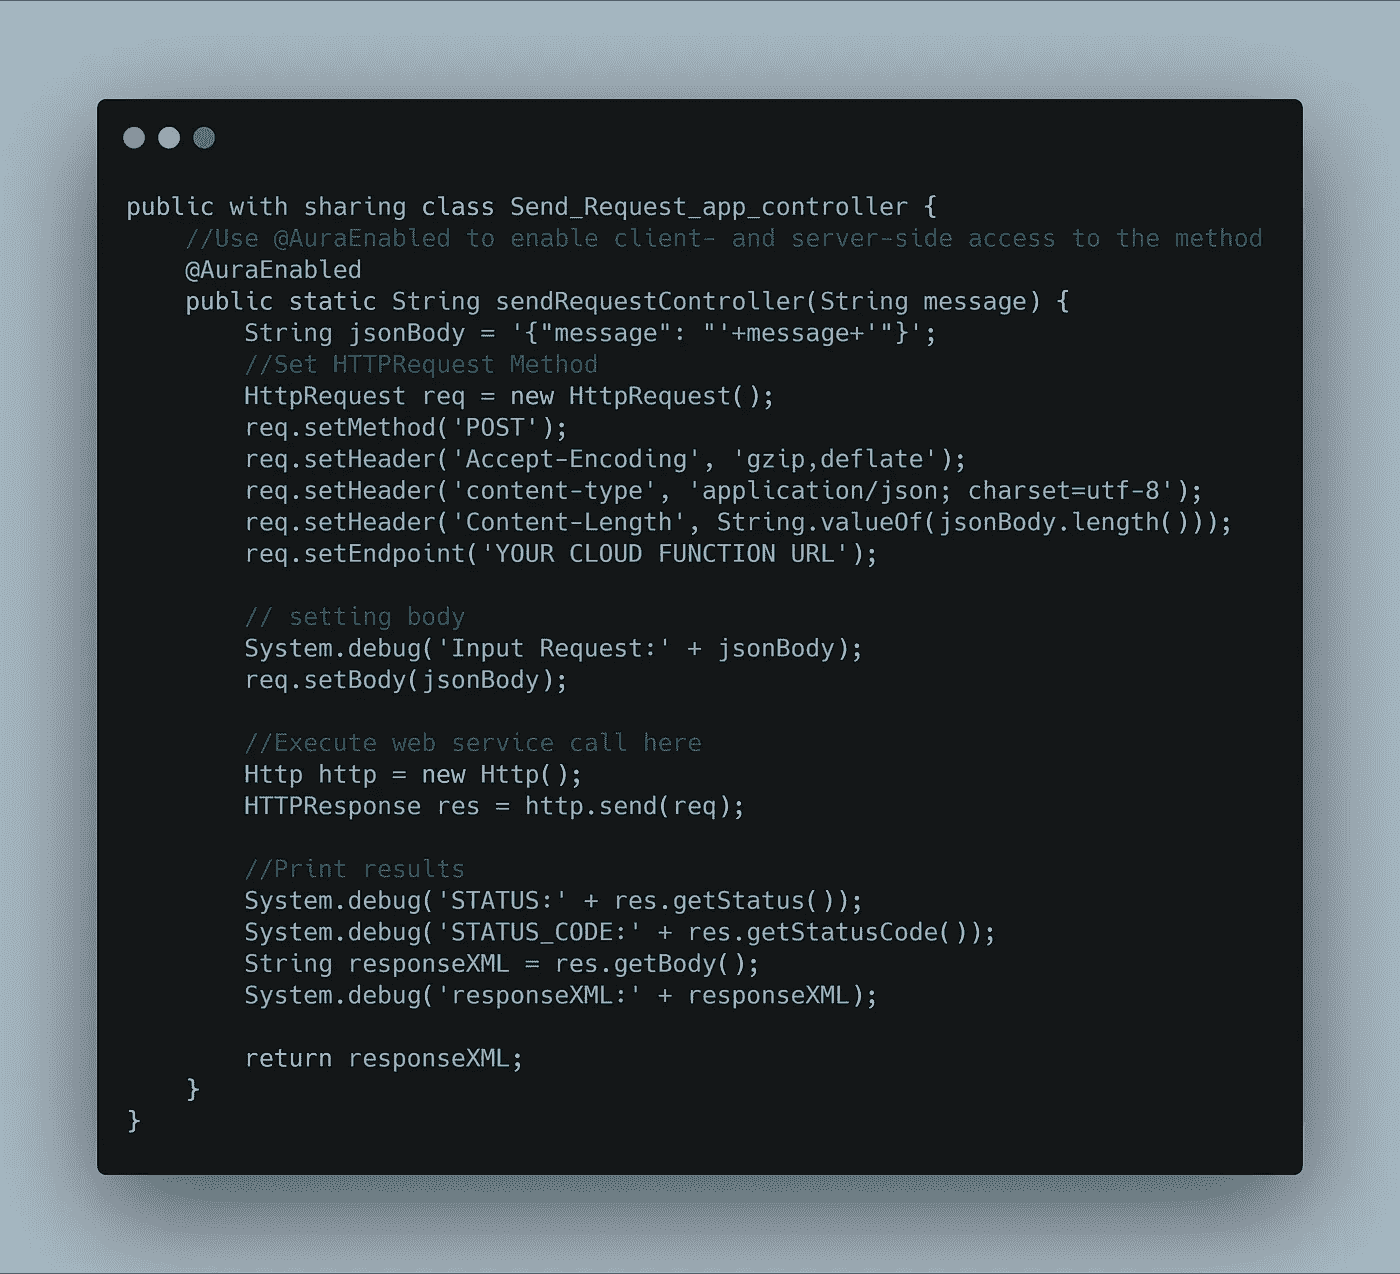 public with sharing class Send_Request_app_controller {
    //Use @AuraEnabled to enable client- and server-side access to the method
    @AuraEnabled
    public static String sendRequestController(String message) {
        String jsonBody = '{"message": "'+message+'"}';
        //Set HTTPRequest Method
        HttpRequest req = new HttpRequest();
        req.setMethod('POST');
        req.setHeader('Accept-Encoding', 'gzip,deflate');
        req.setHeader('content-type', 'application/json; charset=utf-8');
        req.setHeader('Content-Length', String.valueOf(jsonBody.length()));
        req.setEndpoint('YOUR CLOUD FUNCTION URL');

        // setting body
        System.debug('Input Request:' + jsonBody);
        req.setBody(jsonBody);

        //Execute web service call here
        Http http = new Http();
        HTTPResponse res = http.send(req);

        //Print results
        System.debug('STATUS:' + res.getStatus());
        System.debug('STATUS_CODE:' + res.getStatusCode());
        String responseXML = res.getBody();
        System.debug('responseXML:' + responseXML);

        return responseXML;
    }
}